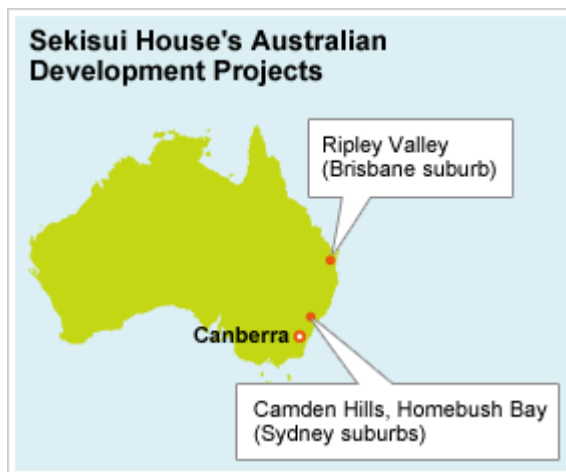 Sekisui House's Australian
Development Projects
Ripley Valley
(Brisbane suburb)
Canberra
Camden Hills, Homebush Bay
(Sydney suburbs)